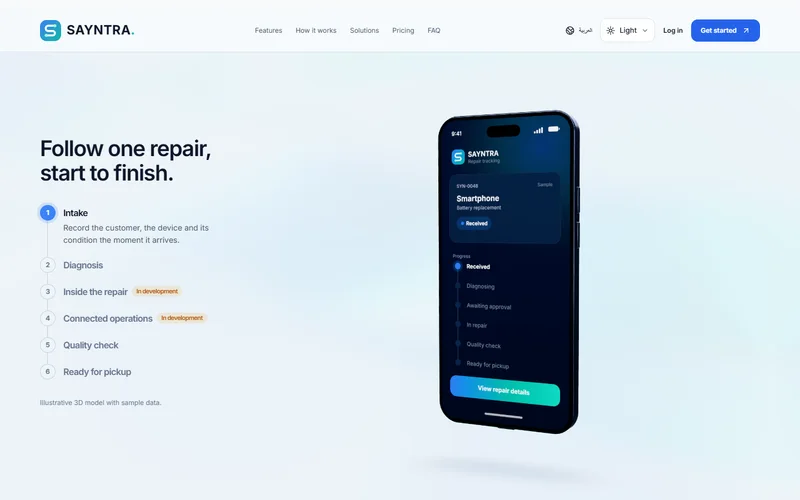 SAYNTRA.
Features
How it works
Solutions
Pricing
FAQ
العربية
Light
Log in
Get started
Follow one repair,
start to finish.
1
Intake
Record the customer, the device and its
condition the moment it arrives.
2
Diagnosis
3
Inside the repair
In development
4
Connected operations
In development
5
Quality check
6
Ready for pickup
Illustrative 3D model with sample data.
9:41
SAYNTRA
Repair tracking
SYN-0048
Sample
Smartphone
Battery replacement
Received
Progress
Received
Diagnosing
Awaiting approval
In repair
Quality check
Ready for pickup
View repair details